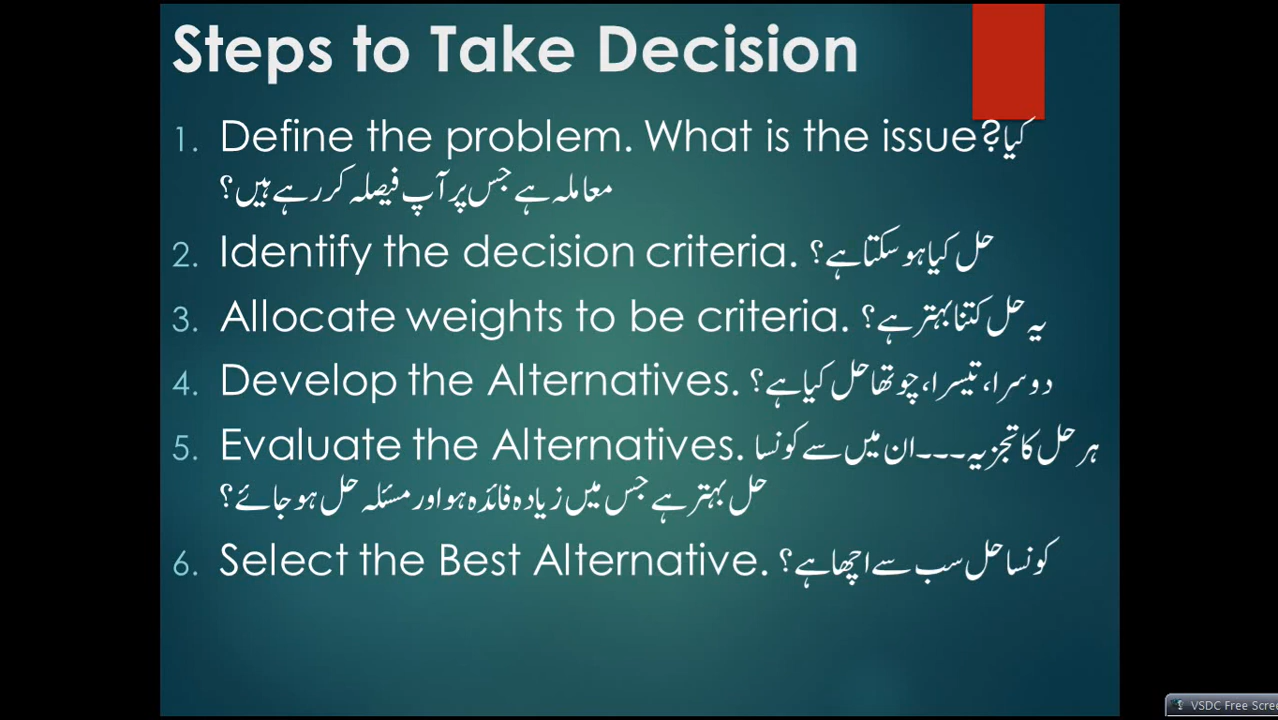 Steps to Take Decision
1. Define the problem. What is the issue?کیا
معاملہ ہے جس پر آپ فیصلہ کر رہے ہیں؟
2. Identify the decision criteria. حل کیا ہو سکتا ہے؟
3. Allocate weights to be criteria. یہ حل کتنا بہتر ہے؟
4. Develop the Alternatives. دوسرا، تیسرا، چوتھا حل کیا ہے؟
5. Evaluate the Alternatives. ہر حل کا تجزیہ۔۔۔ان میں سے کونسا
حل بہتر ہے جس میں زیادہ فائدہ ہو اور مسئلہ حل ہو جائے؟
6. Select the Best Alternative. کونسا حل سب سے اچھا ہے؟
VSDC Free Scree